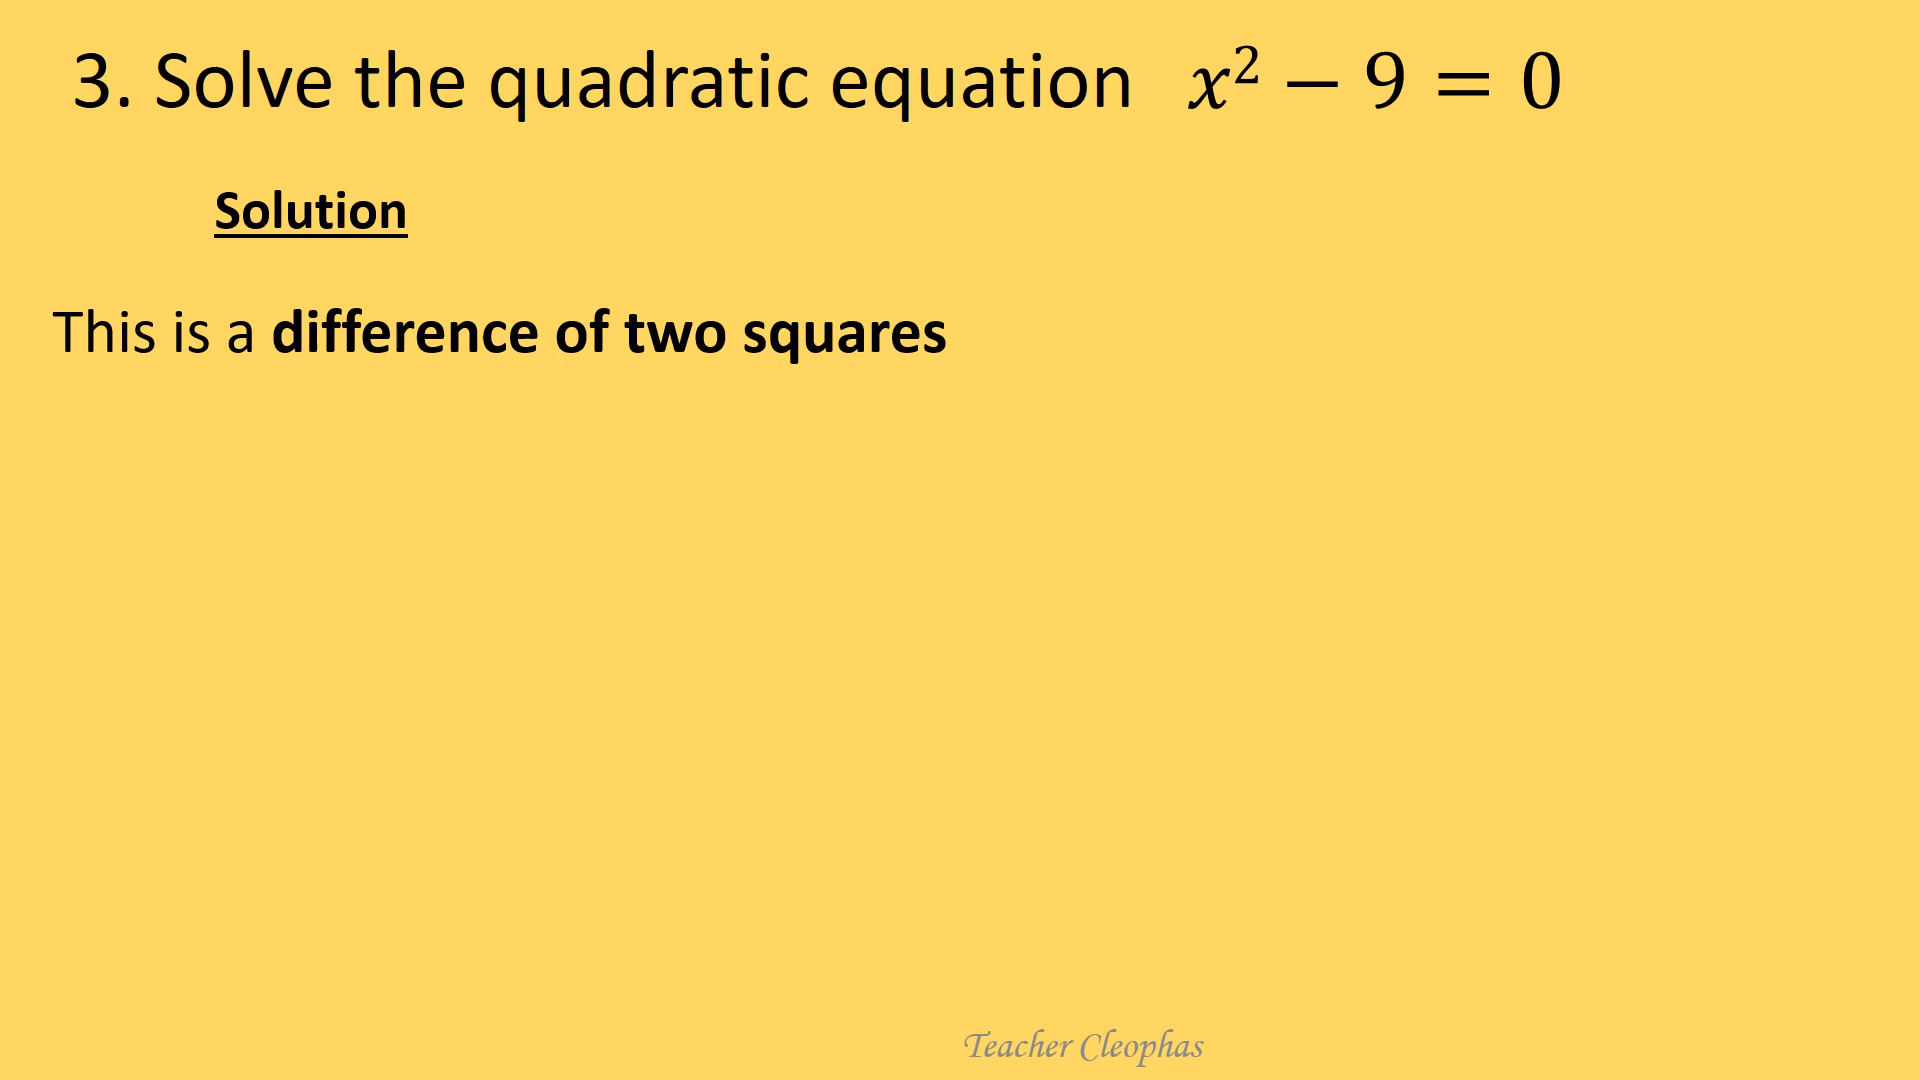 3. Solve the quadratic equation x² − 9 = 0
Solution
This is a difference of two squares
Teacher Cleophas